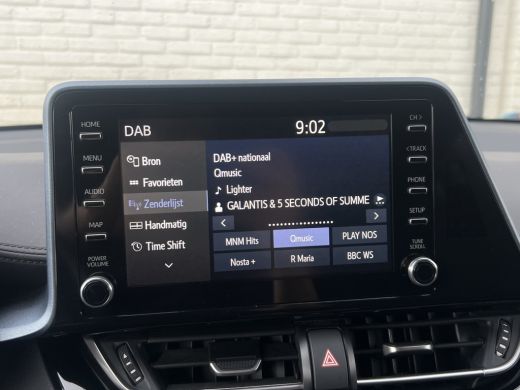 HOME
MENU
AUDIO
MAP
POWER
VOLUME
DAB
9:02
Bron
Favorieten
Zenderlijst
Handmatig
Time Shift
DAB+ nationaal
Qmusic
Lighter
GALANTIS & 5 SECONDS OF SUMME
MNM Hits
Qmusic
PLAY NOS
Nosta +
R Maria
BBC WS
CH
TRACK
PHONE
SETUP
TUNE
SCROLL